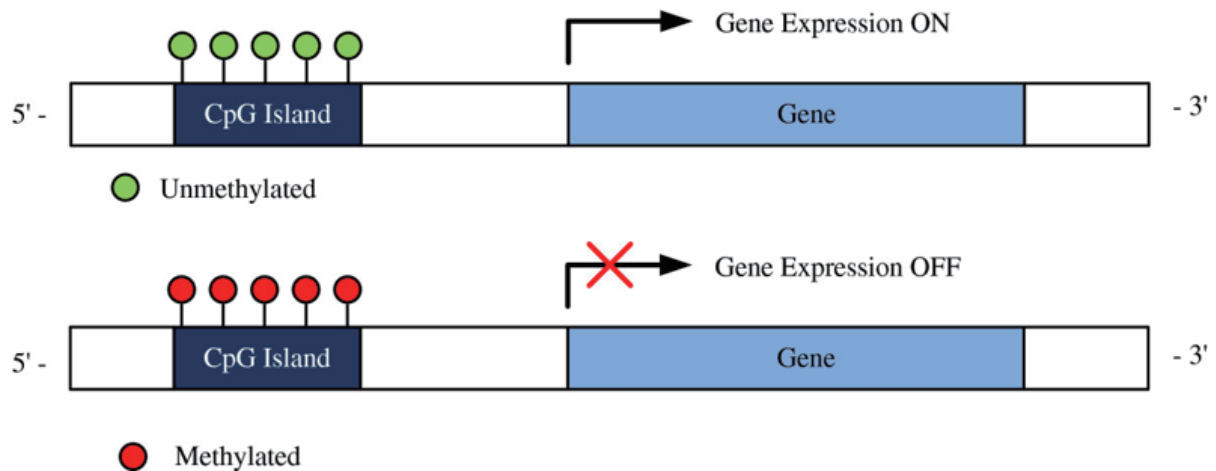 Gene Expression ON
5' -
CpG Island
Gene
- 3'
Unmethylated
Gene Expression OFF
5' -
CpG Island
Gene
- 3'
Methylated